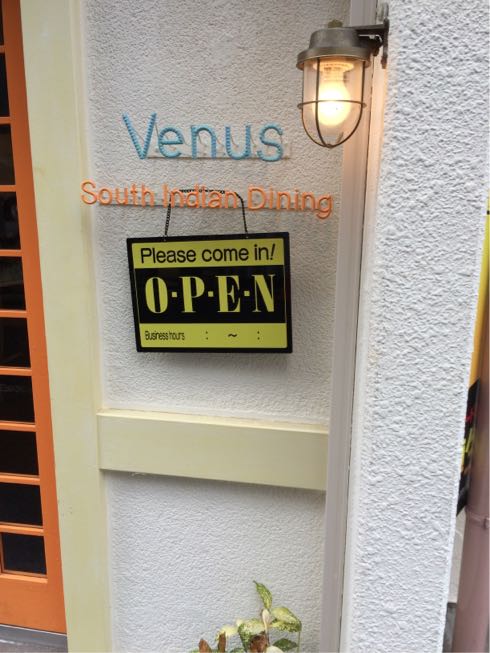 Venus
South Indian Dining
Please come in!
O·P·E·N
Business hours : ~ :